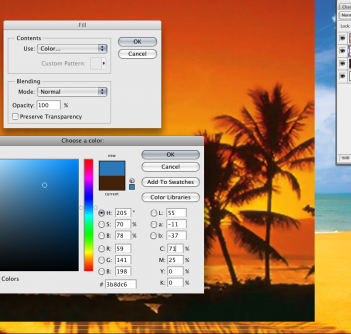 Fill
Contents
Use: Color...
OK
Cancel
Custom Pattern:
Blending
Mode: Normal
Opacity: 100 %
Preserve Transparency
Choose a color:
new
current
OK
Cancel
Add To Swatches
Color Libraries
H: 205 °
L: 55
S: 70 %
a: -11
B: 78 %
b: -37
R: 59
C: 71 %
G: 141
M: 25 %
B: 198
Y: 0 %
# 3b8dc6
K: 0 %
Colors
Lock: